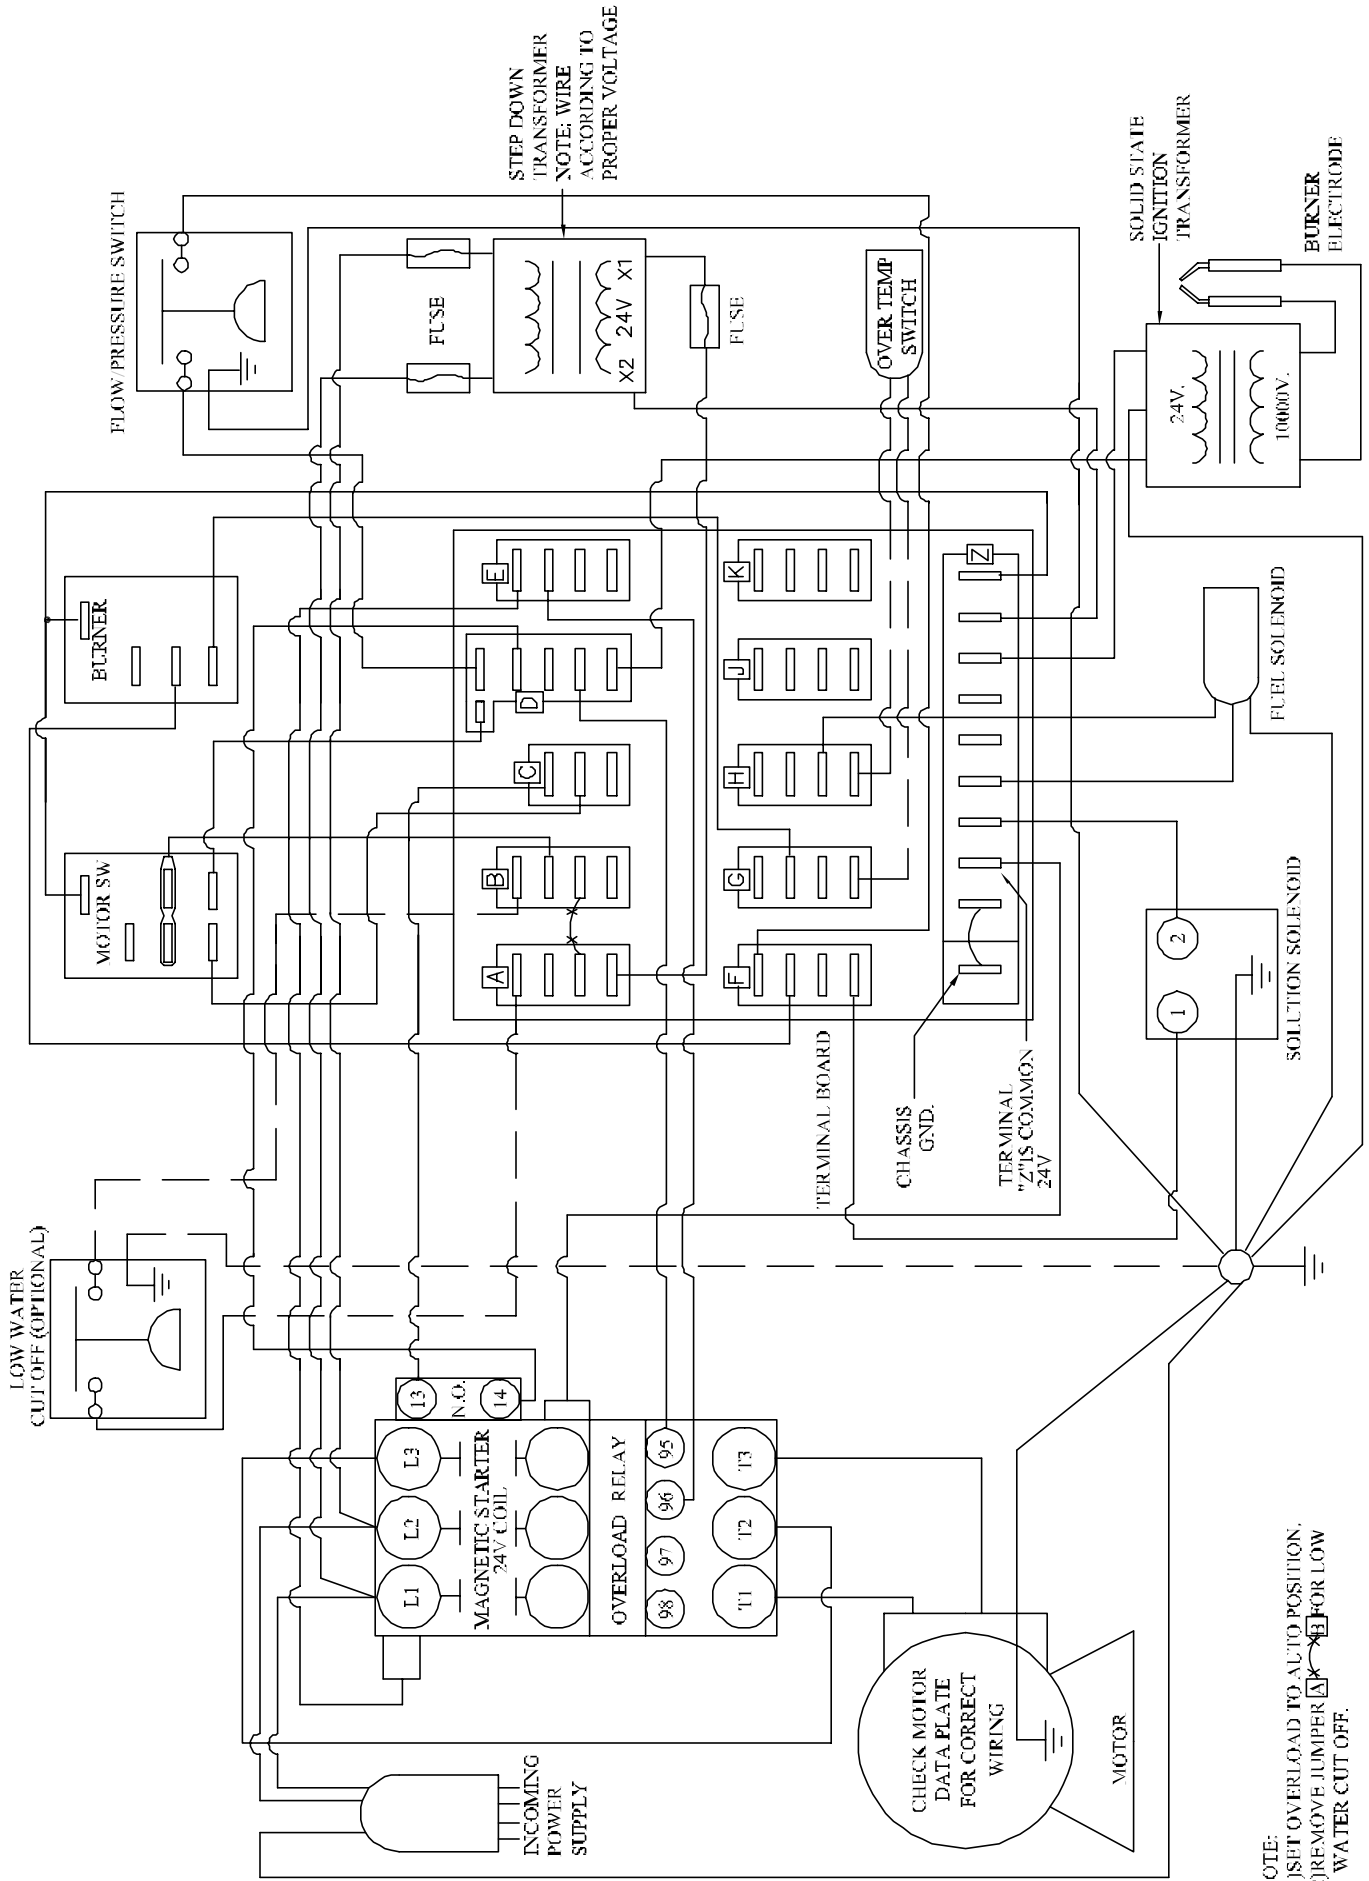 LOW WATER
CUT OFF (OPTIONAL)
MOTOR SW
BURNER
FLOW/PRESSURE SWITCH
STEP DOWN
TRANSFORMER
NOTE: WIRE
ACCORDING TO
PROPER VOLTAGE
INCOMING
POWER
SUPPLY
L1
L2
L3
13
N.O.
14
MAGNETIC STARTER
24V COIL
OVERLOAD RELAY
98
97
96
95
T1
T2
T3
A
B
C
D
E
FUSE
X2 24V X1
FUSE
F
G
H
J
K
OVER TEMP
SWITCH
TERMINAL BOARD
Z
CHASSIS
GND.
TERMINAL
"Z"IS COMMON
24V
SOLID STATE
IGNITION
TRANSFORMER
24V.
10000V.
BURNER
ELECTRODE
CHECK MOTOR
DATA PLATE
FOR CORRECT
WIRING
MOTOR
1
2
SOLUTION SOLENOID
FUEL SOLENOID
OTE:
)SET OVERLOAD TO AUTO POSITION.
)REMOVE JUMPER A B FOR LOW
WATER CUT OFF.